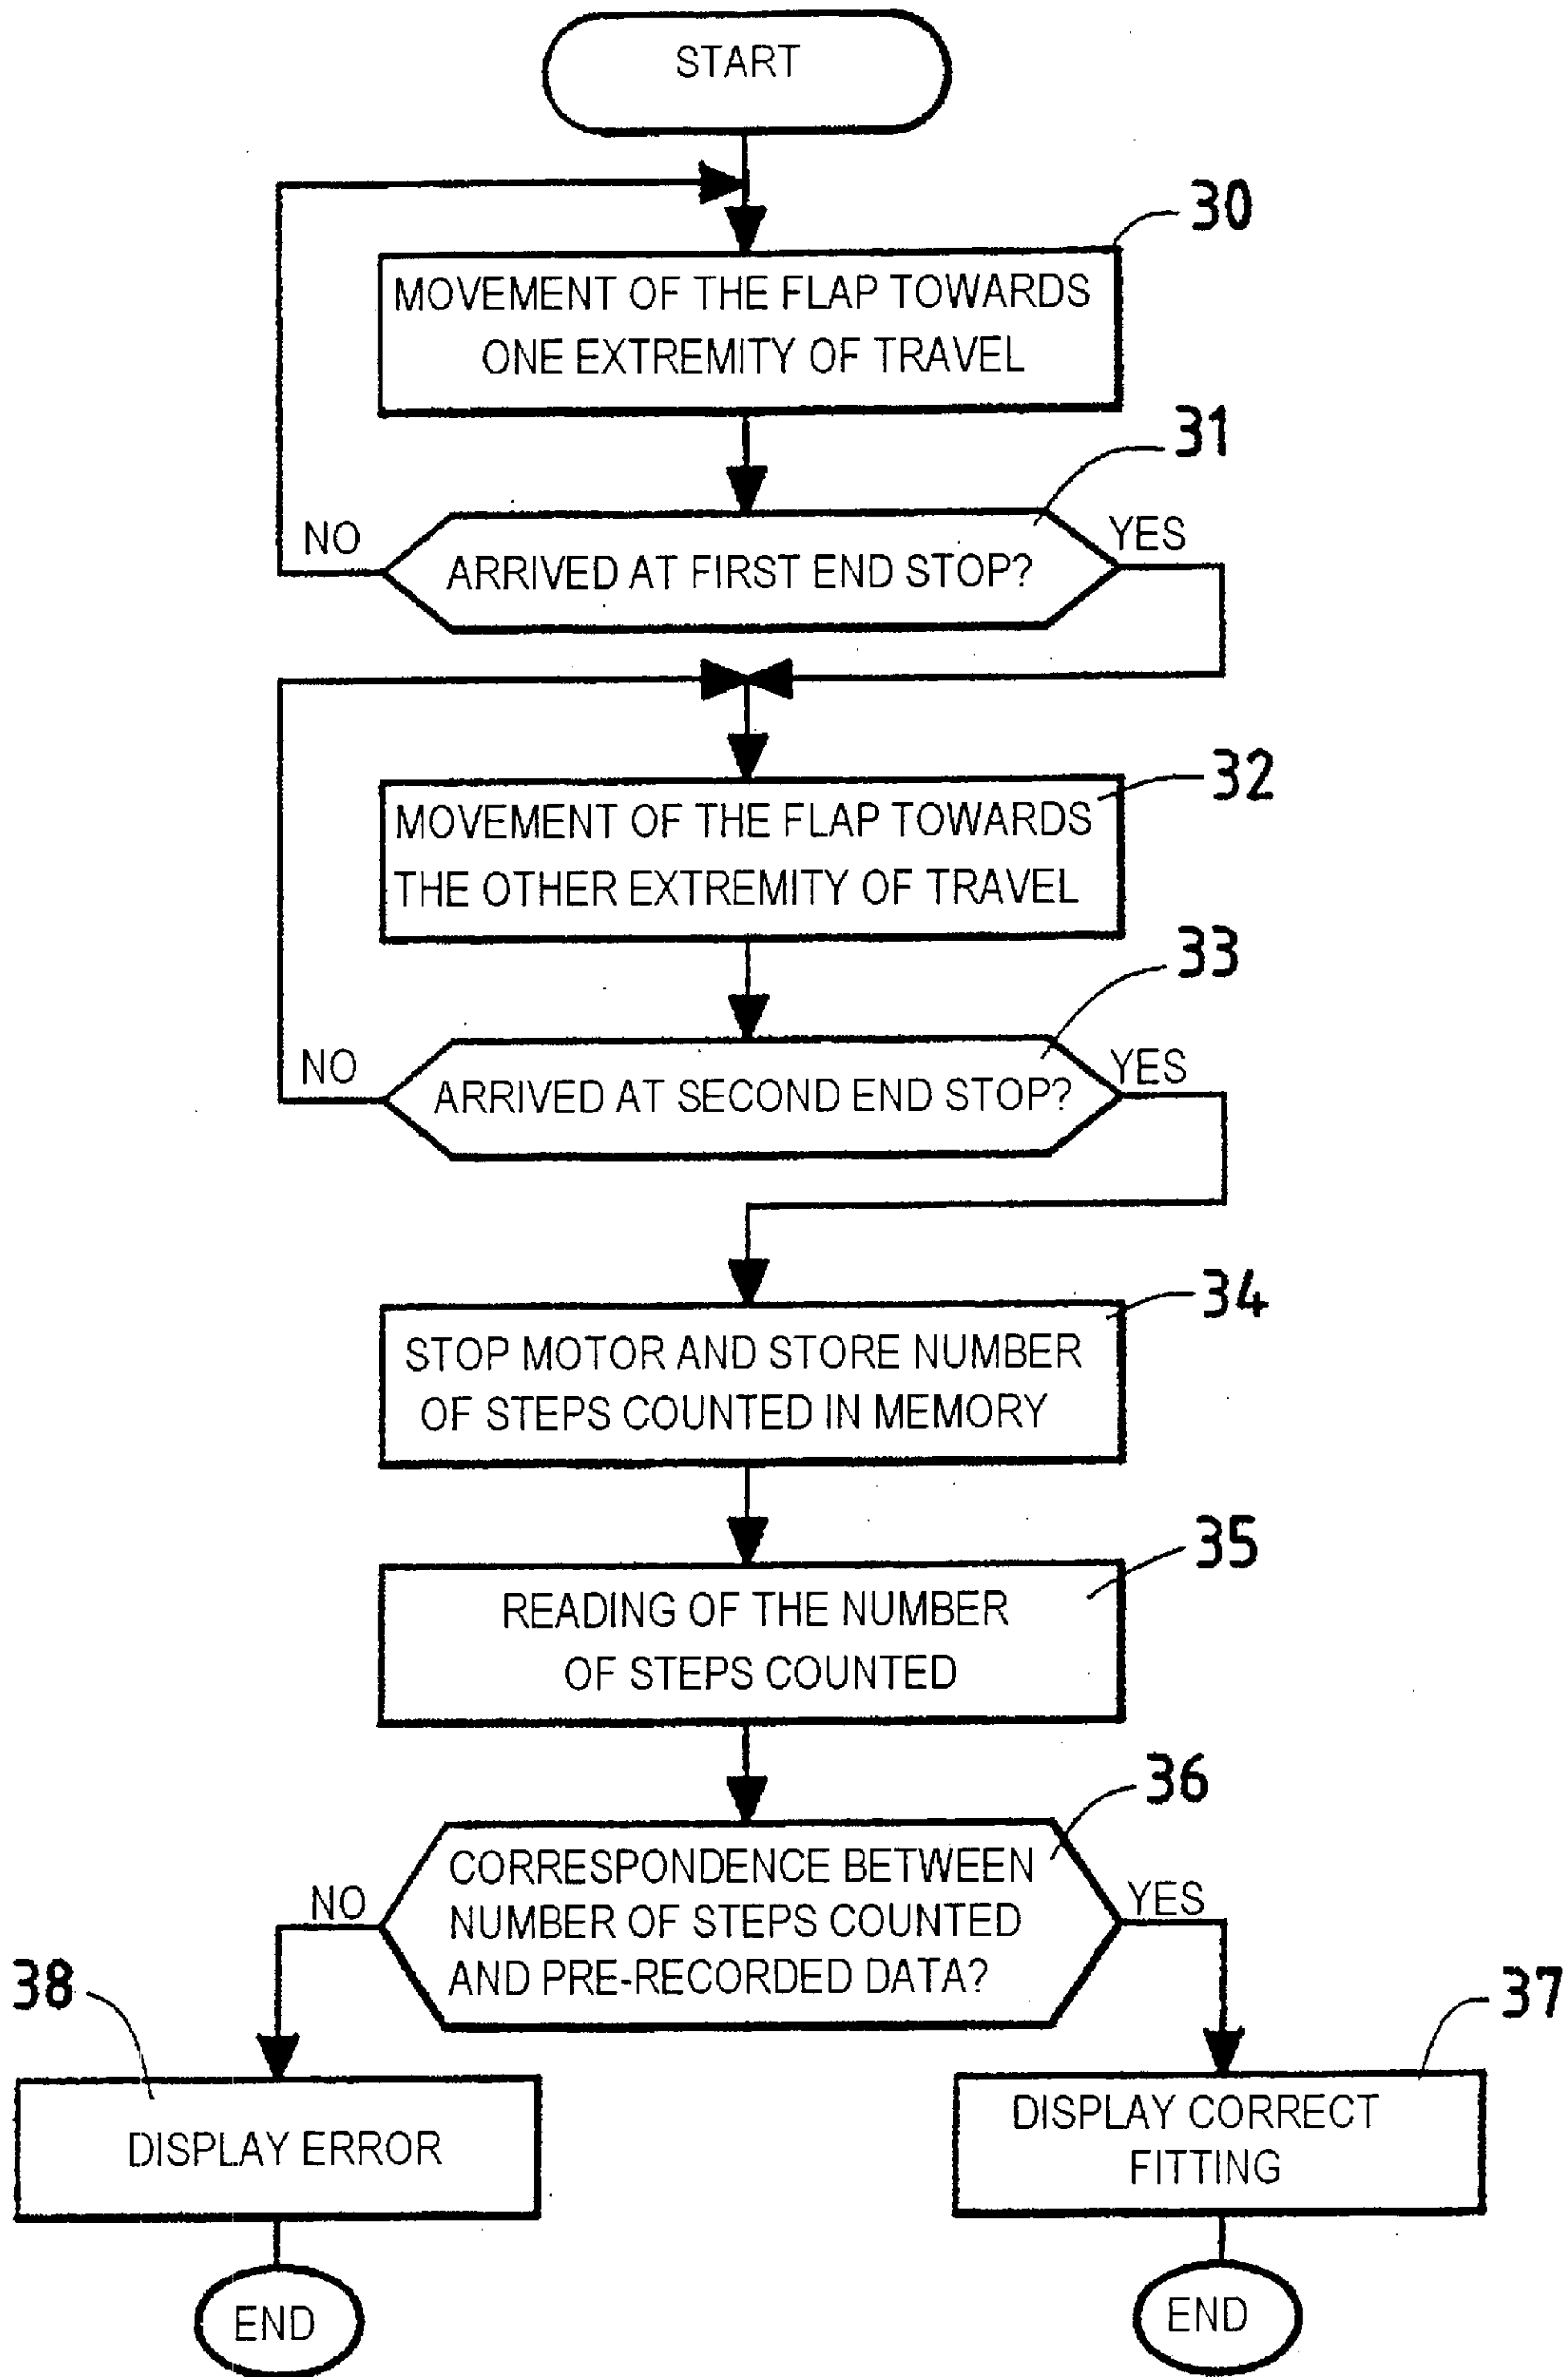 START
30
MOVEMENT OF THE FLAP TOWARDS
ONE EXTREMITY OF TRAVEL
31
NO
YES
ARRIVED AT FIRST END STOP?
32
MOVEMENT OF THE FLAP TOWARDS
THE OTHER EXTREMITY OF TRAVEL
33
NO
YES
ARRIVED AT SECOND END STOP?
34
STOP MOTOR AND STORE NUMBER
OF STEPS COUNTED IN MEMORY
35
READING OF THE NUMBER
OF STEPS COUNTED
36
CORRESPONDENCE BETWEEN
NUMBER OF STEPS COUNTED
AND PRE-RECORDED DATA?
NO
YES
38
37
DISPLAY ERROR
DISPLAY CORRECT
FITTING
END
END